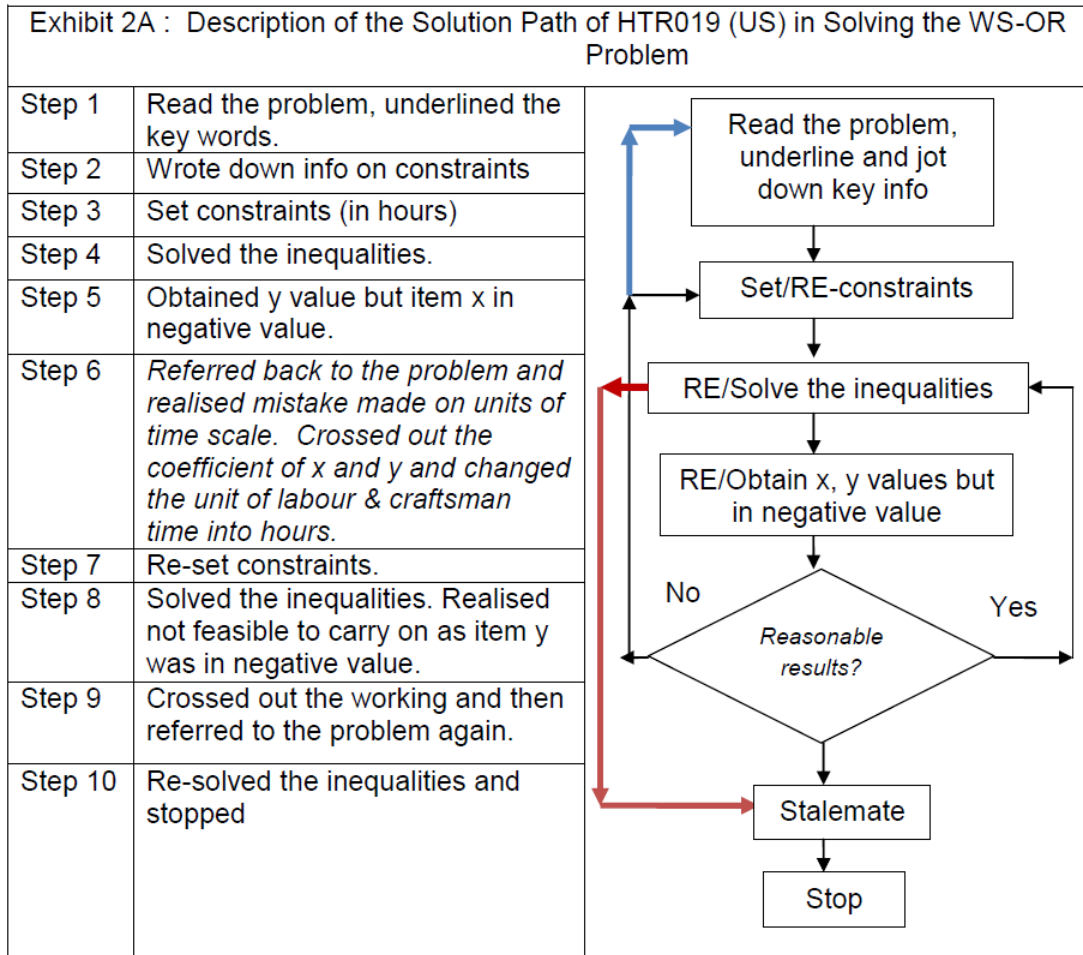 Exhibit 2A :  Description of the Solution Path of HTR019 (US) in Solving the WS-OR
Problem
Step 1
Read the problem, underlined the
key words.
Step 2
Wrote down info on constraints
Step 3
Set constraints (in hours)
Step 4
Solved the inequalities.
Step 5
Obtained y value but item x in
negative value.
Step 6
Referred back to the problem and
realised mistake made on units of
time scale.  Crossed out the
coefficient of x and y and changed
the unit of labour & craftsman
time into hours.
Step 7
Re-set constraints.
Step 8
Solved the inequalities. Realised
not feasible to carry on as item y
was in negative value.
Step 9
Crossed out the working and then
referred to the problem again.
Step 10
Re-solved the inequalities and
stopped
Read the problem,
underline and jot
down key info
Set/RE-constraints
RE/Solve the inequalities
RE/Obtain x, y values but
in negative value
No
Yes
Reasonable
results?
Stalemate
Stop